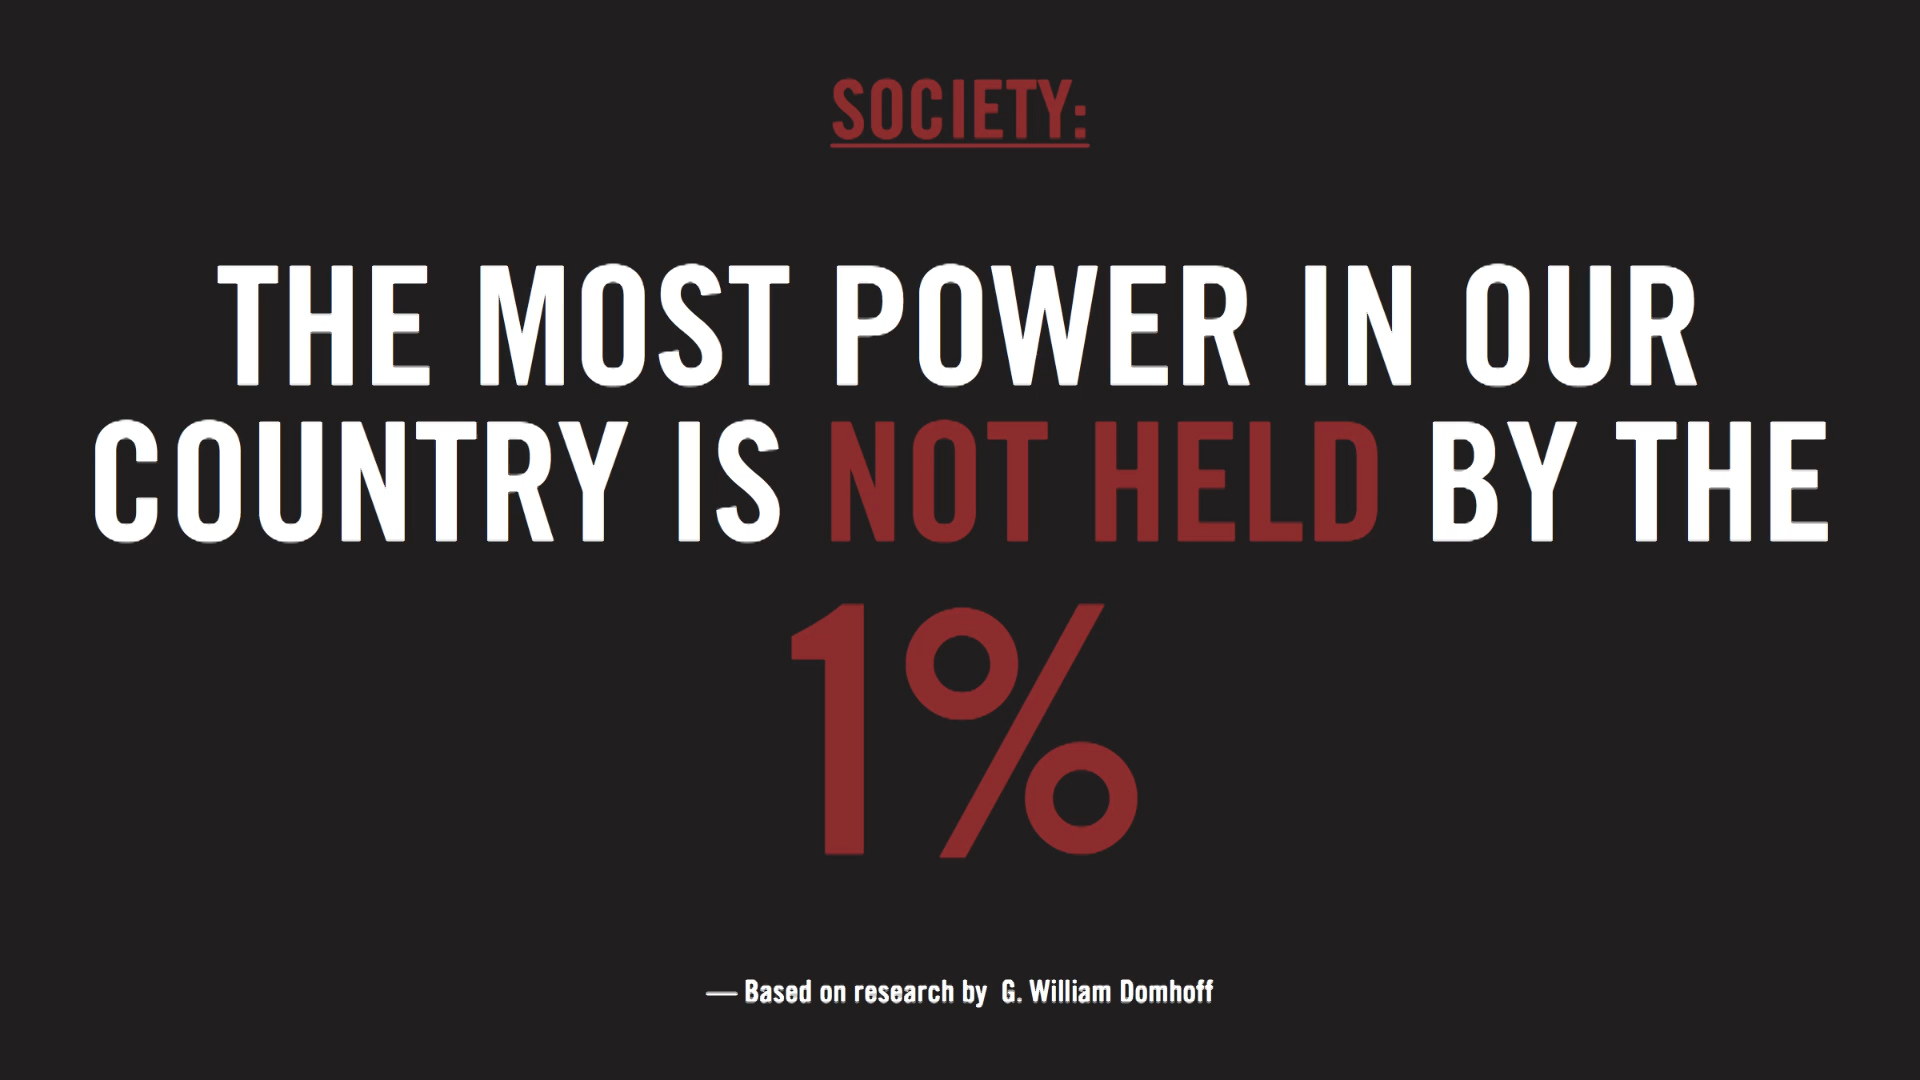 SOCIETY:
THE MOST POWER IN OUR
COUNTRY IS NOT HELD BY THE
1%
— Based on research by G. William Domhoff